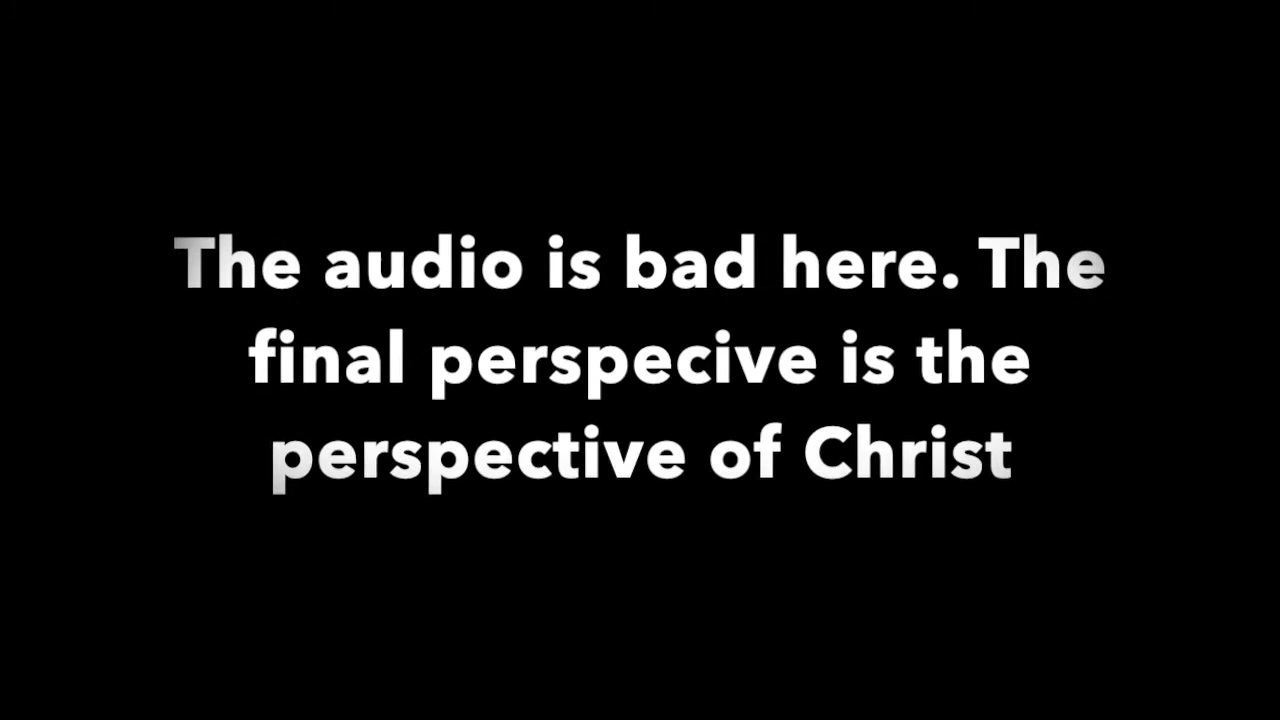 The audio is bad here. The
final perspecive is the
perspective of Christ